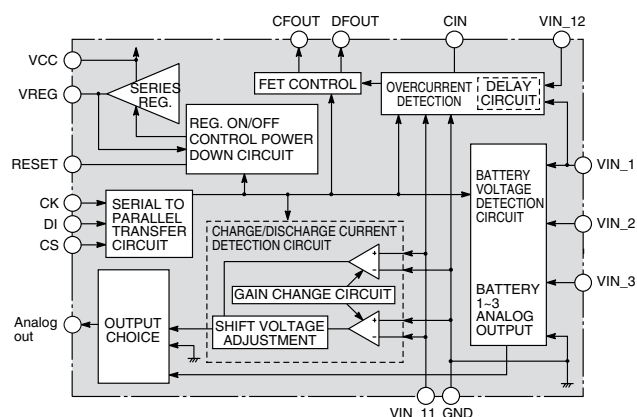 CFOUT DFOUT CIN VIN_12
VCC
VREG
SERIES
REG.
FET CONTROL
OVERCURRENT
DETECTION
DELAY
CIRCUIT
REG. ON/OFF
CONTROL POWER
DOWN CIRCUIT
RESET
BATTERY
VOLTAGE
DETECTION
CIRCUIT
VIN_1
CK
DI
CS
SERIAL TO
PARALLEL
TRANSFER
CIRCUIT
CHARGE/DISCHARGE CURRENT
DETECTION CIRCUIT
VIN_2
+
–
GAIN CHANGE CIRCUIT
BATTERY
1~3
ANALOG
OUTPUT
VIN_3
Analog
out
OUTPUT
CHOICE
SHIFT VOLTAGE
ADJUSTMENT
+
–
VIN_11 GND